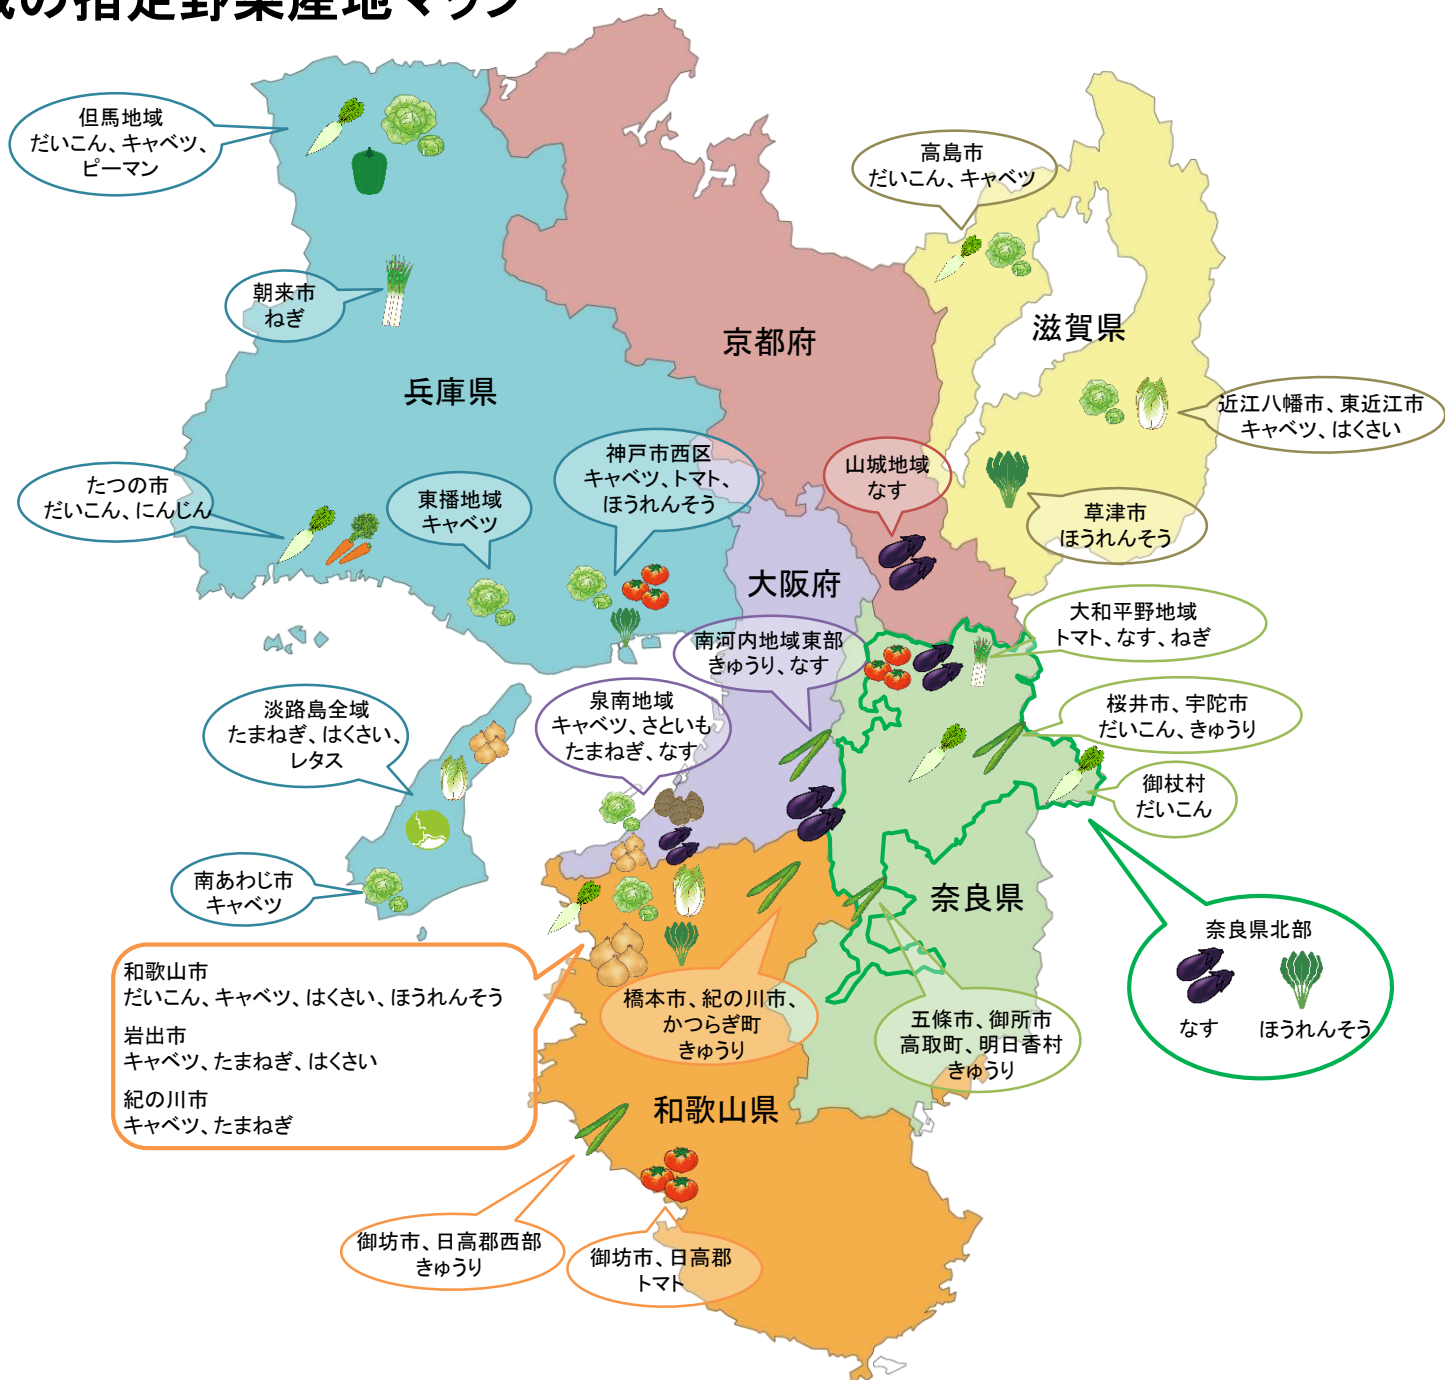 の指定野菜産地マップ
但馬地域
だいこん、キャベツ、
ピーマン
高島市
だいこん、キャベツ
朝来市
ねぎ
京都府
滋賀県
兵庫県
近江八幡市、東近江市
キャベツ、はくさい
神戸市西区
キャベツ、トマト、
ほうれんそう
山城地域
なす
たつの市
だいこん、にんじん
東播地域
キャベツ
草津市
ほうれんそう
大阪府
大和平野地域
トマト、なす、ねぎ
南河内地域東部
きゅうり、なす
淡路島全域
たまねぎ、はくさい、
レタス
泉南地域
キャベツ、さといも
たまねぎ、なす
桜井市、宇陀市
だいこん、きゅうり
御杖村
だいこん
南あわじ市
キャベツ
奈良県
奈良県北部
なす
ほうれんそう
和歌山市
だいこん、キャベツ、はくさい、ほうれんそう
岩出市
キャベツ、たまねぎ、はくさい
紀の川市
キャベツ、たまねぎ
橋本市、紀の川市、
かつらぎ町
きゅうり
五條市、御所市
高取町、明日香村
きゅうり
和歌山県
御坊市、日高郡西部
きゅうり
御坊市、日高郡
トマト